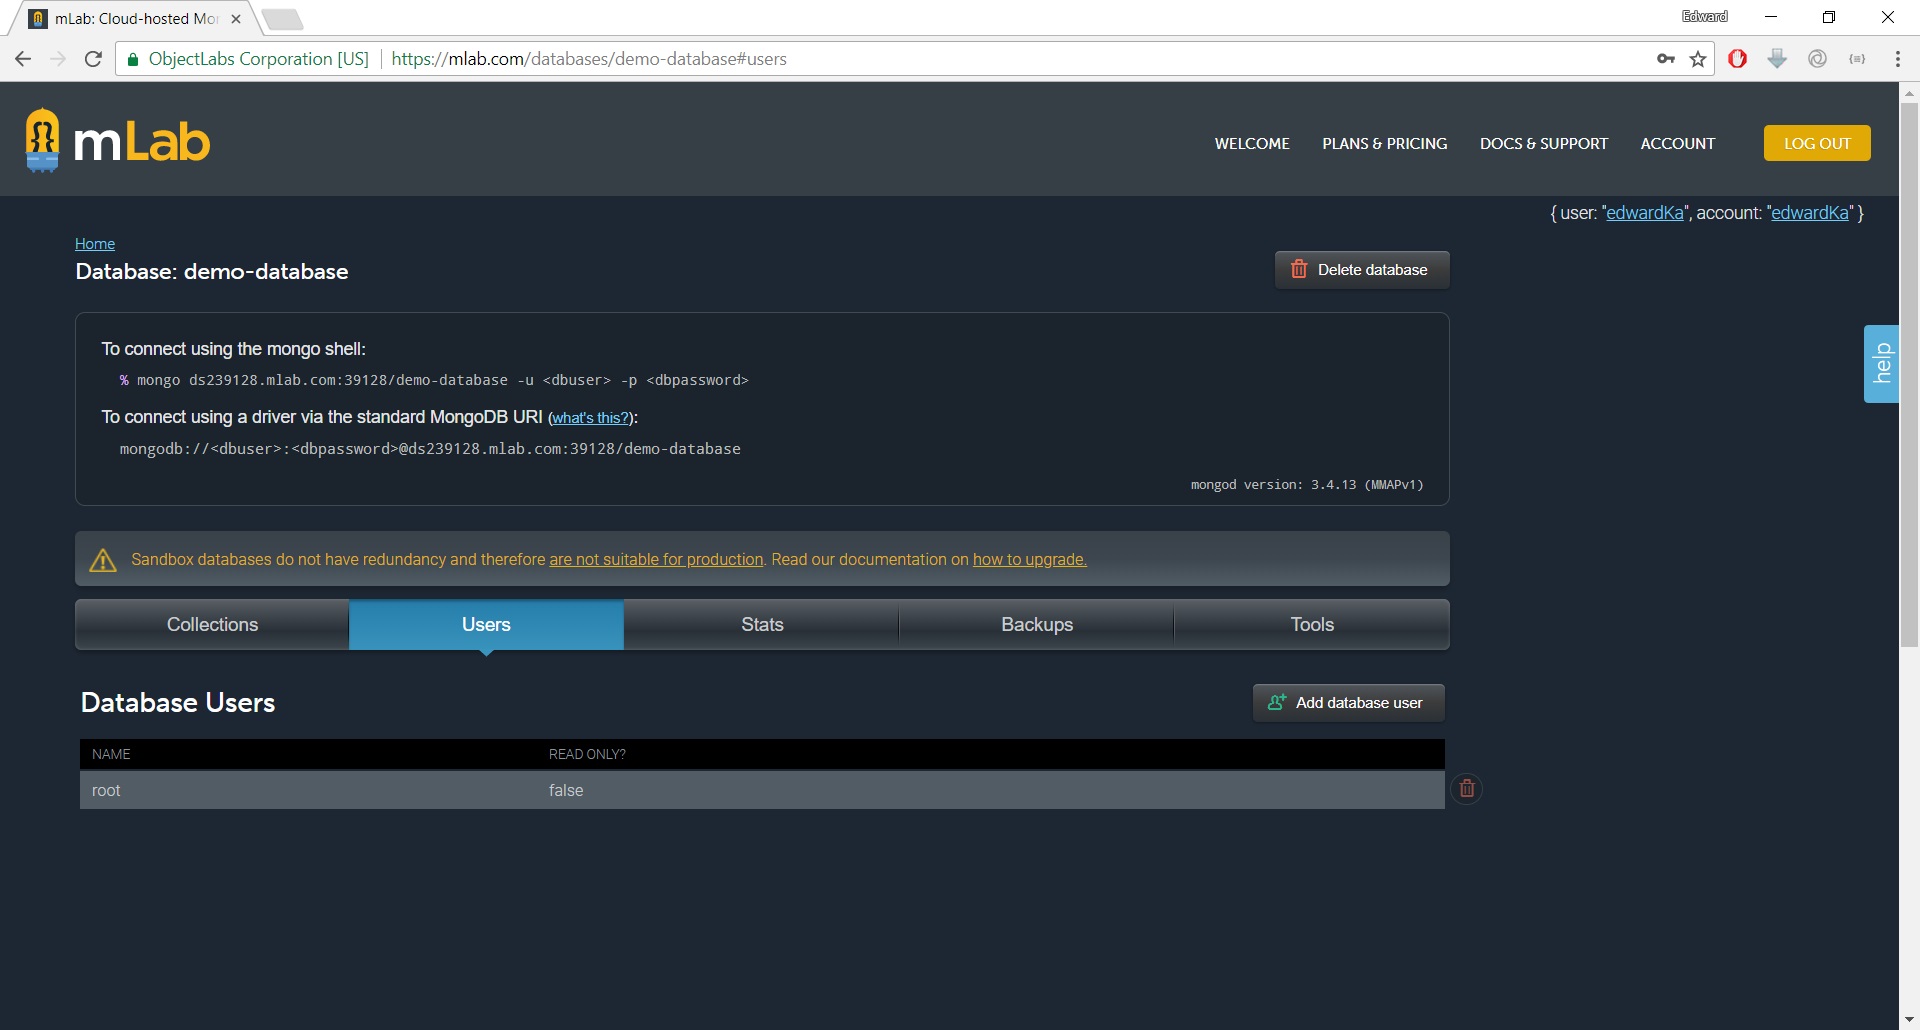 mLab: Cloud-hosted Mon
Edward
ObjectLabs Corporation [US] https://mlab.com/databases/demo-database#users
mLab
WELCOME PLANS & PRICING DOCS & SUPPORT ACCOUNT LOG OUT
{ user: "edwardKa", account: "edwardKa" }
Home
Database: demo-database
Delete database
To connect using the mongo shell:
% mongo ds239128.mlab.com:39128/demo-database -u <dbuser> -p <dbpassword>
help
To connect using a driver via the standard MongoDB URI (what's this?):
mongodb://<dbuser>:<dbpassword>@ds239128.mlab.com:39128/demo-database
mongod version: 3.4.13 (MMAPv1)
Sandbox databases do not have redundancy and therefore are not suitable for production. Read our documentation on how to upgrade.
Collections Users Stats Backups Tools
Database Users
Add database user
NAME READ ONLY?
root false